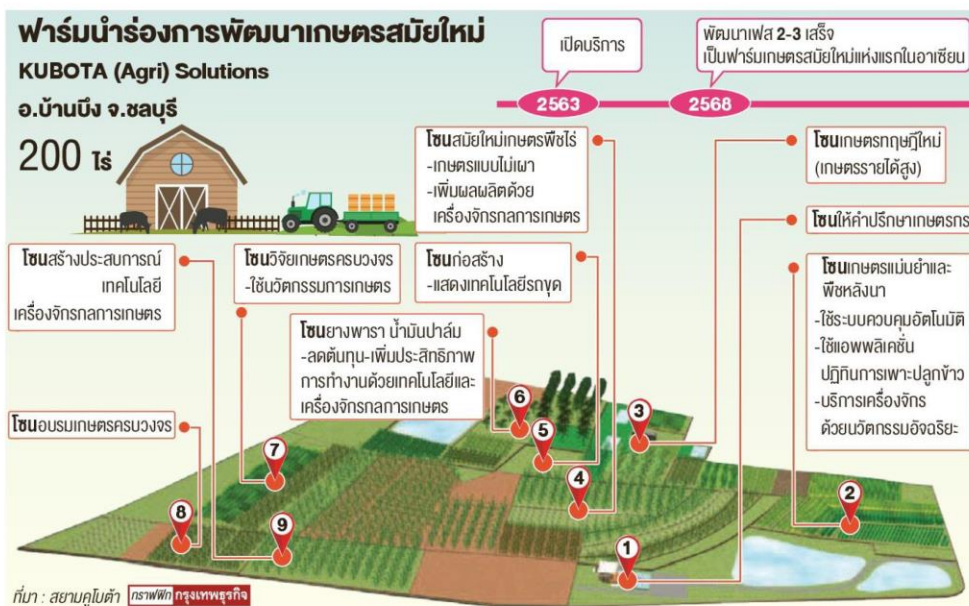 ฟาร์มนำร่องการพัฒนาเกษตรสมัยใหม่
KUBOTA (Agri) Solutions
อ.บ้านบึง จ.ชลบุรี
200 ไร่
เปิดบริการ
2563
พัฒนาเฟส 2-3 เสร็จ
เป็นฟาร์มเกษตรสมัยใหม่แห่งแรกในอาเซียน
2568
โซนสมัยใหม่เกษตรพืชไร่
-เกษตรแบบไม่เผา
-เพิ่มผลผลิตด้วย
เครื่องจักรกลการเกษตร
โซนเกษตรทฤษฎีใหม่
(เกษตรรายได้สูง)
โซนให้คำปรึกษาเกษตรกร
โซนสร้างประสบการณ์
เทคโนโลยี
เครื่องจักรกลการเกษตร
โซนวิจัยเกษตรครบวงจร
-ใช้นวัตกรรมการเกษตร
โซนก่อสร้าง
-แสดงเทคโนโลยีรถขุด
โซนเกษตรแม่นยำและ
พืชหลังนา
-ใช้ระบบควบคุมอัตโนมัติ
-ใช้แอพพลิเคชั่น
ปฏิทินการเพาะปลูกข้าว
-บริการเครื่องจักร
ด้วยนวัตกรรมอัจฉริยะ
โซนยางพารา น้ำมันปาล์ม
-ลดต้นทุน-เพิ่มประสิทธิภาพ
การทำงานด้วยเทคโนโลยีและ
เครื่องจักรกลการเกษตร
โซนอบรมเกษตรครบวงจร
6
3
5
7
4
2
8
9
1
ที่มา : สยามคูโบต้า กราฟฟิก กรุงเทพธุรกิจ